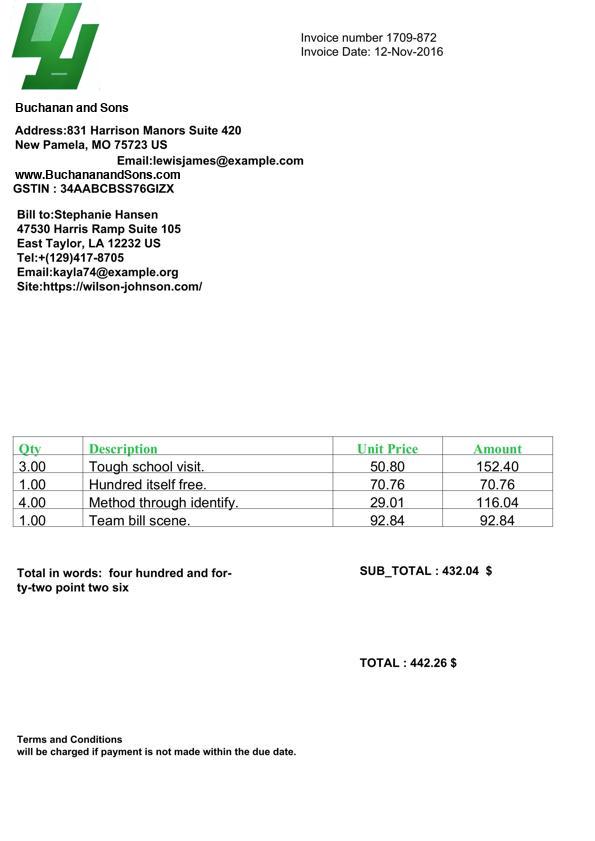 Invoice number 1709-872
Invoice Date: 12-Nov-2016
Buchanan and Sons
Address:831 Harrison Manors Suite 420
New Pamela, MO 75723 US
Email:lewisjames@example.com
www.BuchananandSons.com
GSTIN : 34AABCBSS76GIZX
Bill to:Stephanie Hansen
47530 Harris Ramp Suite 105
East Taylor, LA 12232 US
Tel:+(129)417-8705
Email:kayla74@example.org
Site:https://wilson-johnson.com/
Qty Description Unit Price Amount
3.00 Tough school visit. 50.80 152.40
1.00 Hundred itself free. 70.76 70.76
4.00 Method through identify. 29.01 116.04
1.00 Team bill scene. 92.84 92.84
Total in words:  four hundred and for-
ty-two point two six
SUB_TOTAL : 432.04  $
TOTAL : 442.26 $
Terms and Conditions
will be charged if payment is not made within the due date.